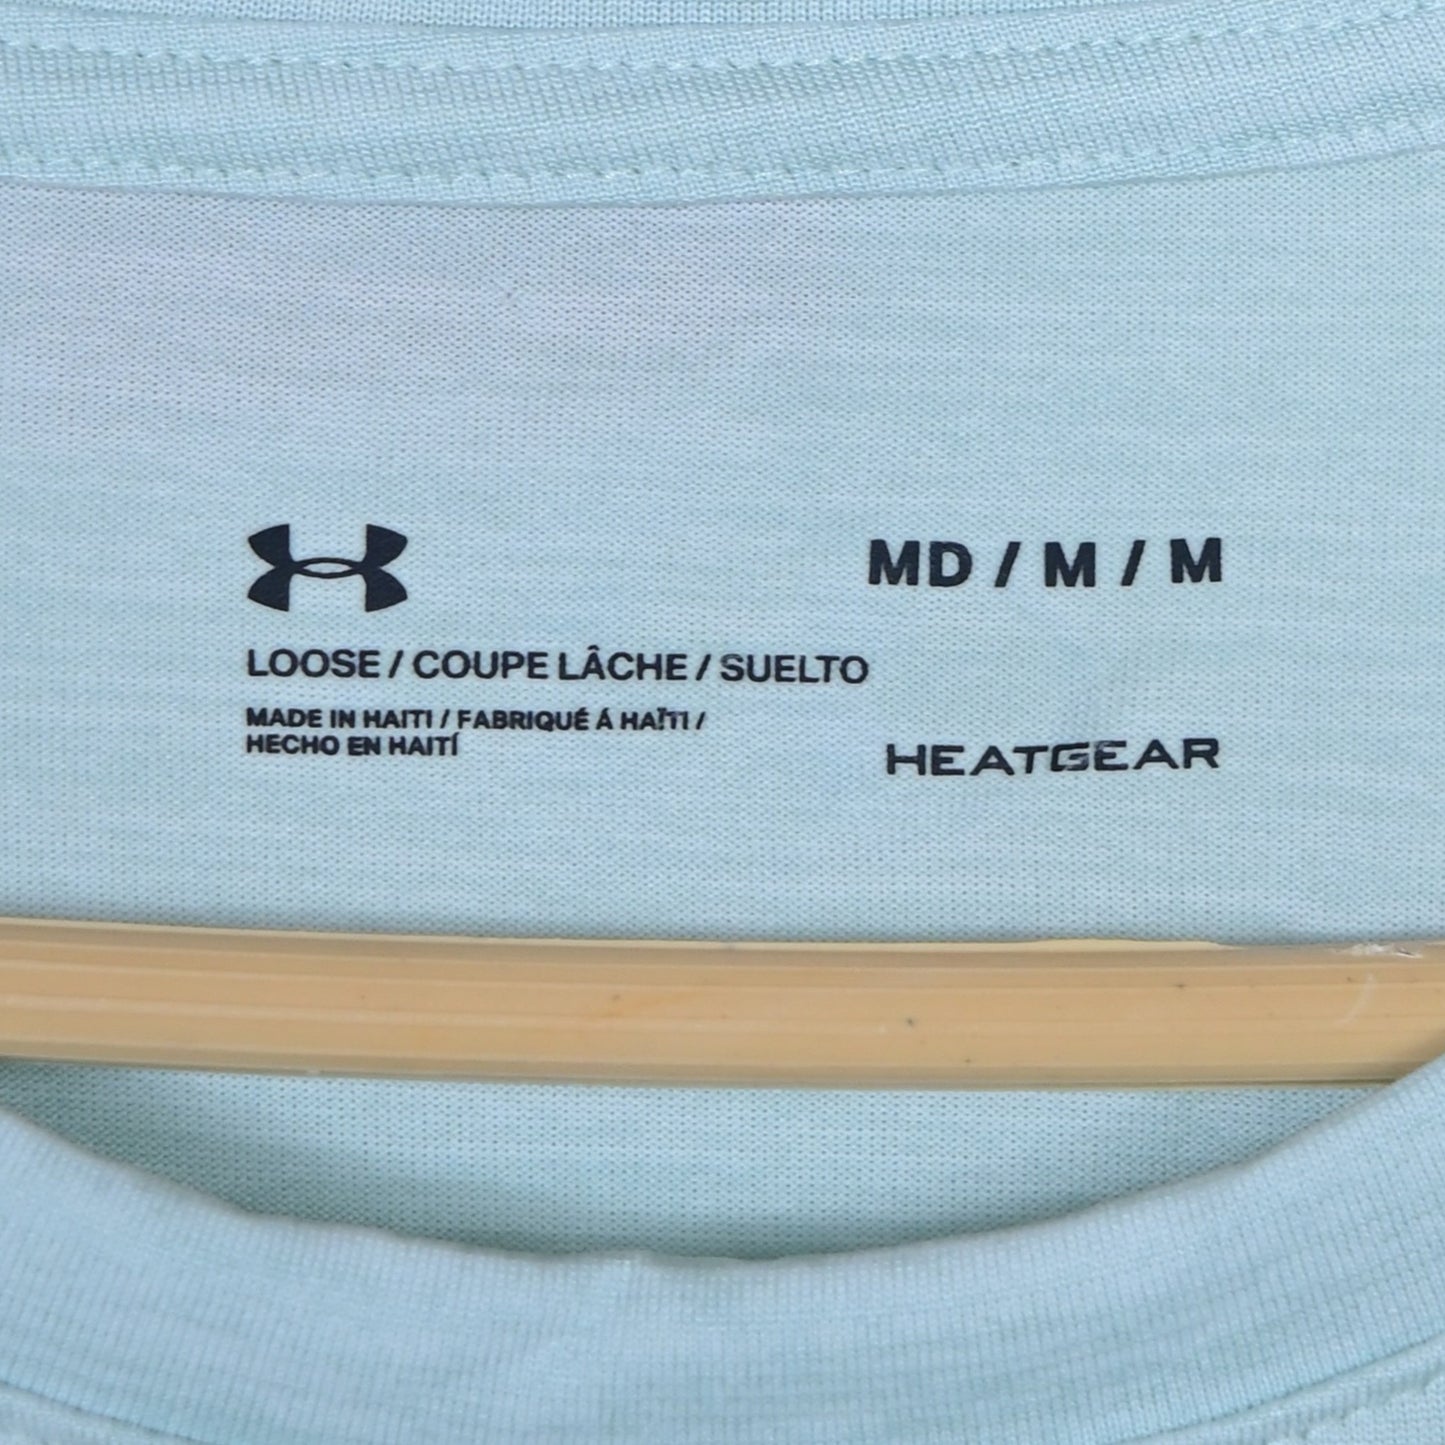 MD / M / M
LOOSE / COUPE LÂCHE / SUELTO
MADE IN HAITI / FABRIQUÉ Á HAÏTI /
HECHO EN HAITÍ
HEATGEAR